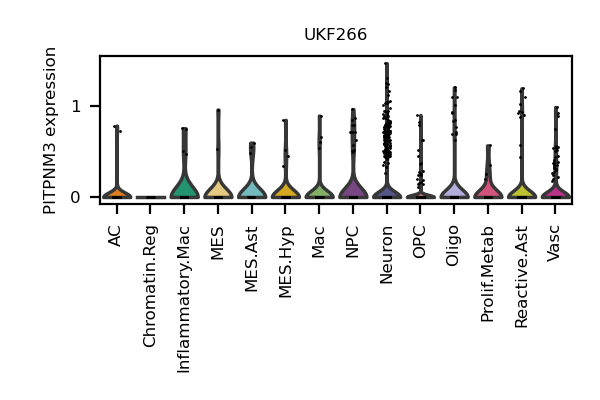 UKF266
PITPNM3 expression
1
0
AC
Chromatin.Reg
Inflammatory.Mac
MES
MES.Ast
MES.Hyp
Mac
NPC
Neuron
OPC
Oligo
Prolif.Metab
Reactive.Ast
Vasc